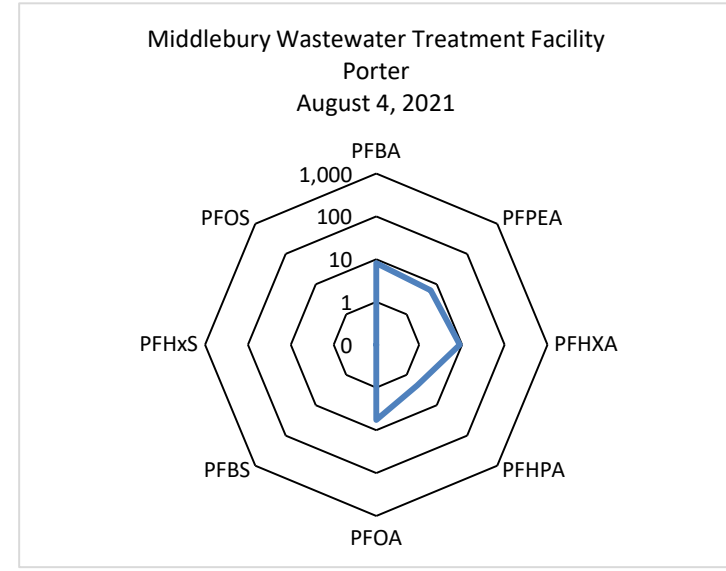 Middlebury Wastewater Treatment Facility
Porter
August 4, 2021
PFBA
1,000
PFPEA
PFOS
100
10
1
PFHxS
0
PFHXA
PFBS
PFHPA
PFOA